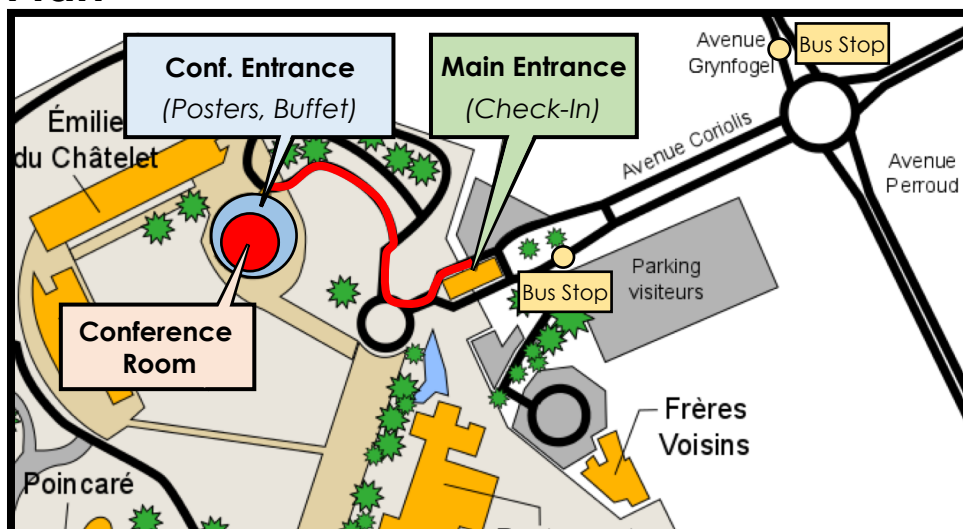 Conf. Entrance
(Posters, Buffet)
Main Entrance
(Check-In)
Avenue
Grynfogel
Bus Stop
Émilie
du Châtelet
Avenue Coriolis
Avenue
Perroud
Parking
visiteurs
Bus Stop
Conference
Room
Frères
Voisins
Poincaré